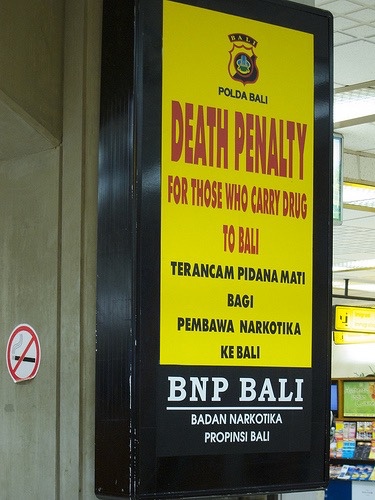 BALI
POLDA BALI
DEATH PENALTY
FOR THOSE WHO CARRY DRUG
TO BALI
TERANCAM PIDANA MATI
BAGI
PEMBAWA NARKOTIKA
KE BALI
BNP BALI
BADAN NARKOTIKA
PROPINSI BALI